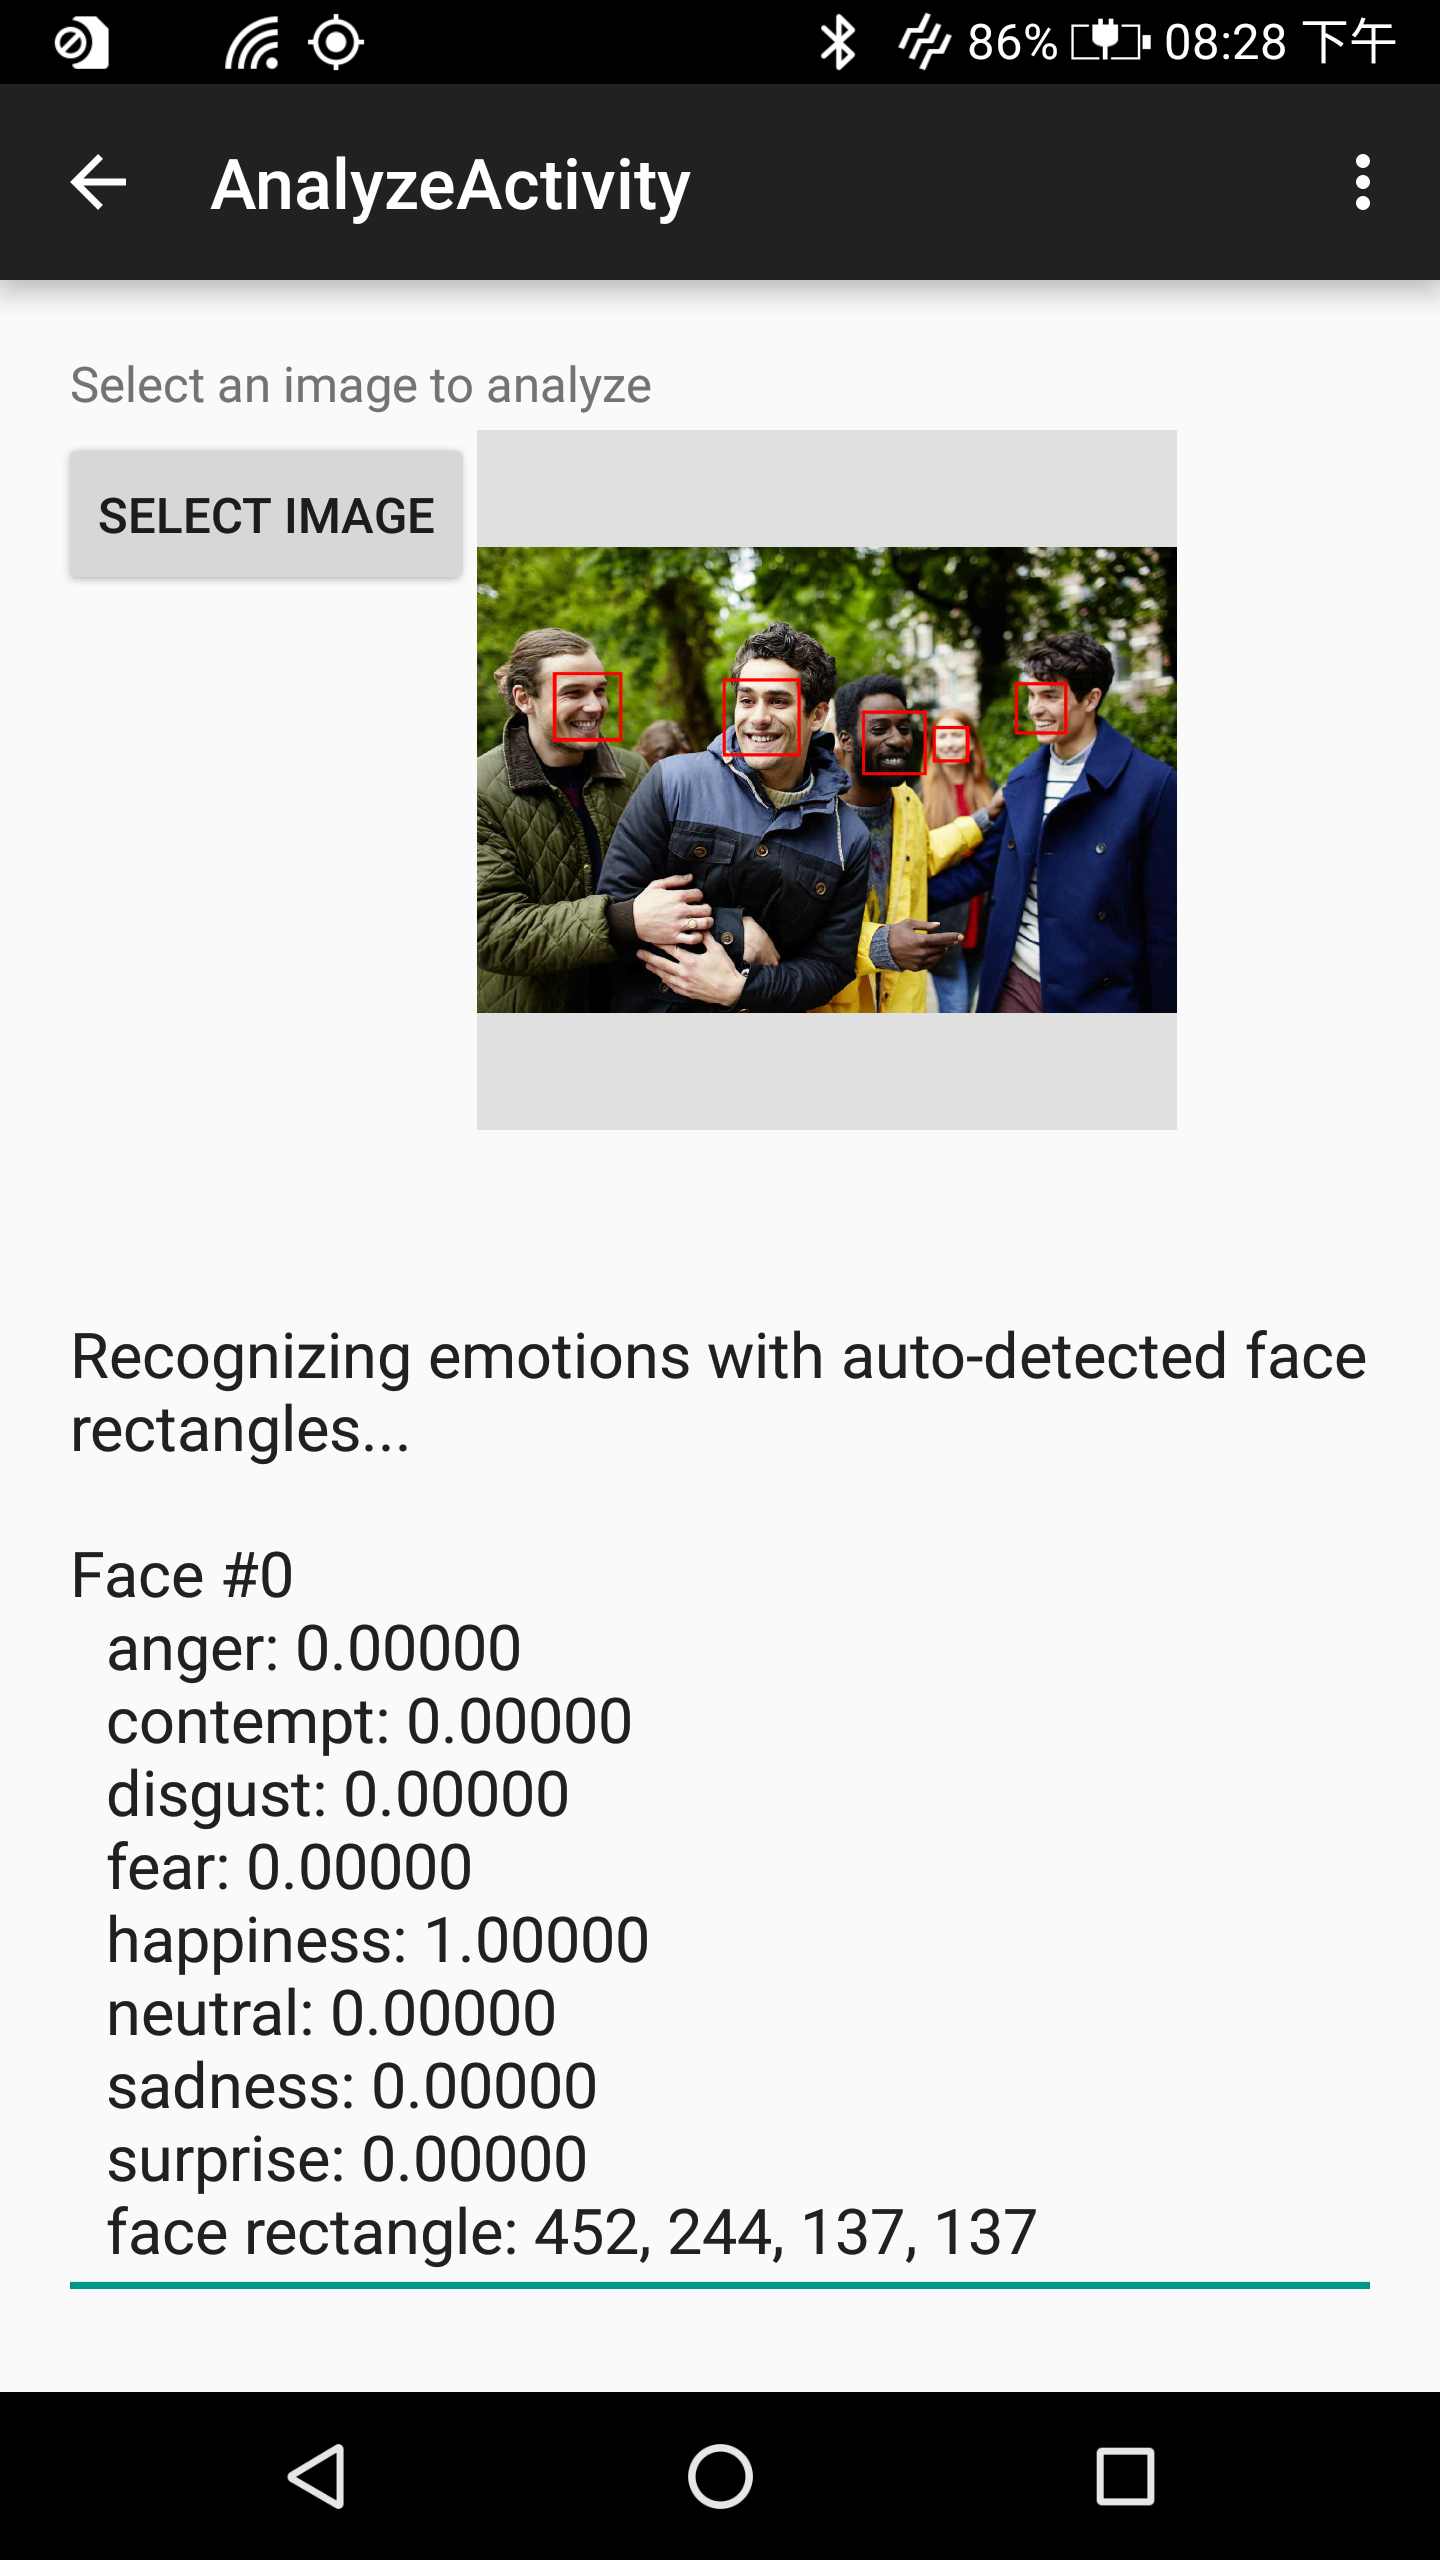 86% 08:28 下午
AnalyzeActivity
Select an image to analyze
SELECT IMAGE
Recognizing emotions with auto-detected face
rectangles...
Face #0
anger: 0.00000
contempt: 0.00000
disgust: 0.00000
fear: 0.00000
happiness: 1.00000
neutral: 0.00000
sadness: 0.00000
surprise: 0.00000
face rectangle: 452, 244, 137, 137